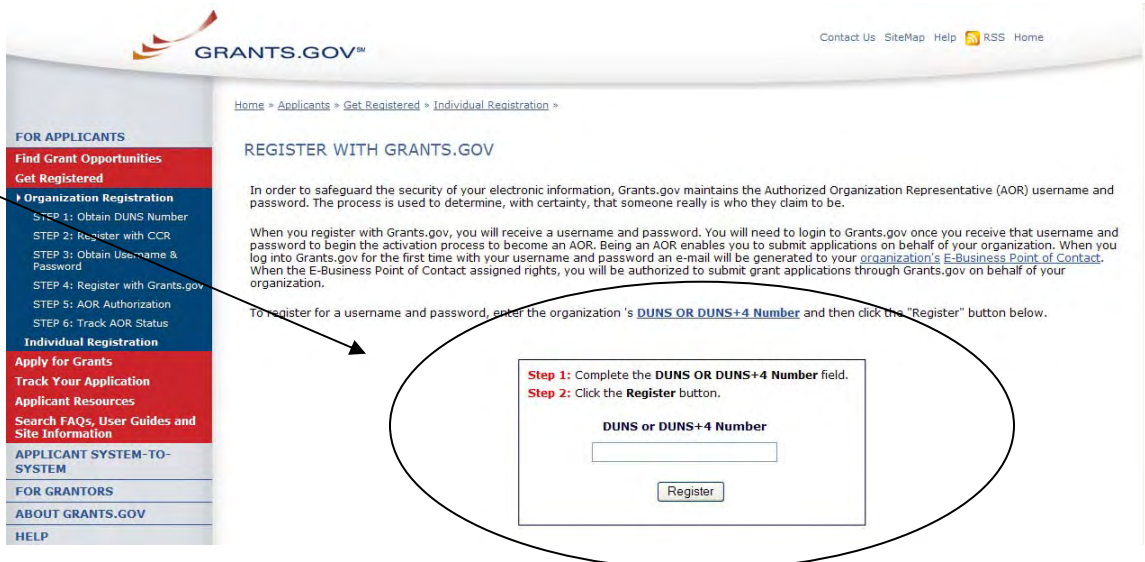 GRANTS.GOV℠
Contact Us SiteMap Help RSS Home
Home » Applicants » Get Registered » Individual Registration »
FOR APPLICANTS
Find Grant Opportunities
Get Registered
Organization Registration
STEP 1: Obtain DUNS Number
STEP 2: Register with CCR
STEP 3: Obtain Username &
Password
STEP 4: Register with Grants.gov
STEP 5: AOR Authorization
STEP 6: Track AOR Status
Individual Registration
Apply for Grants
Track Your Application
Applicant Resources
Search FAQs, User Guides and
Site Information
APPLICANT SYSTEM-TO-
SYSTEM
FOR GRANTORS
ABOUT GRANTS.GOV
HELP
REGISTER WITH GRANTS.GOV
In order to safeguard the security of your electronic information, Grants.gov maintains the Authorized Organization Representative (AOR) username and
password. The process is used to determine, with certainty, that someone really is who they claim to be.
When you register with Grants.gov, you will receive a username and password. You will need to login to Grants.gov once you receive that username and
password to begin the activation process to become an AOR. Being an AOR enables you to submit applications on behalf of your organization. When you
log into Grants.gov for the first time with your username and password an e-mail will be generated to your organization's E-Business Point of Contact.
When the E-Business Point of Contact assigned rights, you will be authorized to submit grant applications through Grants.gov on behalf of your
organization.
To register for a username and password, enter the organization 's DUNS OR DUNS+4 Number and then click the "Register" button below.
Step 1: Complete the DUNS OR DUNS+4 Number field.
Step 2: Click the Register button.
DUNS or DUNS+4 Number
Register